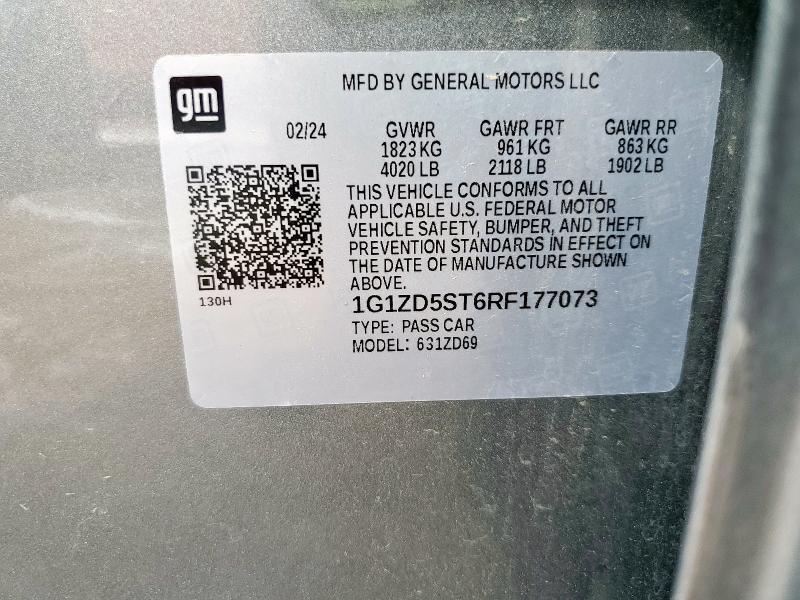 gm
MFD BY GENERAL MOTORS LLC
02/24 GVWR GAWR FRT GAWR RR
1823 KG 961 KG 863 KG
4020 LB 2118 LB 1902 LB
THIS VEHICLE CONFORMS TO ALL
APPLICABLE U.S. FEDERAL MOTOR
VEHICLE SAFETY, BUMPER, AND THEFT
PREVENTION STANDARDS IN EFFECT ON
THE DATE OF MANUFACTURE SHOWN
ABOVE.
130H
1G1ZD5ST6RF177073
TYPE: PASS CAR
MODEL: 631ZD69